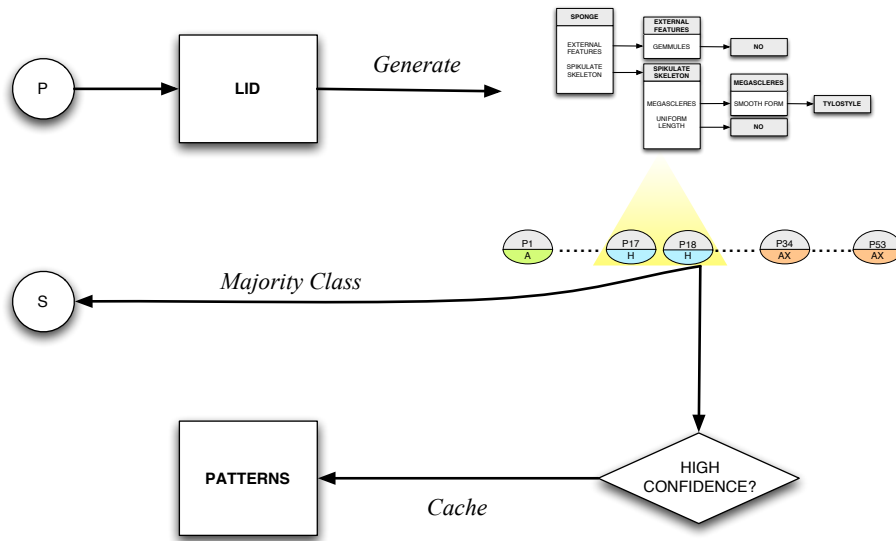 SPONGE
EXTERNAL
FEATURES
SPIKULATE
SKELETON
EXTERNAL
FEATURES
GEMMULES
NO
SPIKULATE
SKELETON
MEGASCLERES
UNIFORM
LENGTH
MEGASCLERES
SMOOTH FORM
TYLOSTYLE
NO
P
LID
Generate
P1
A
P17
H
P18
H
P34
AX
P53
AX
S
Majority Class
PATTERNS
Cache
HIGH
CONFIDENCE?